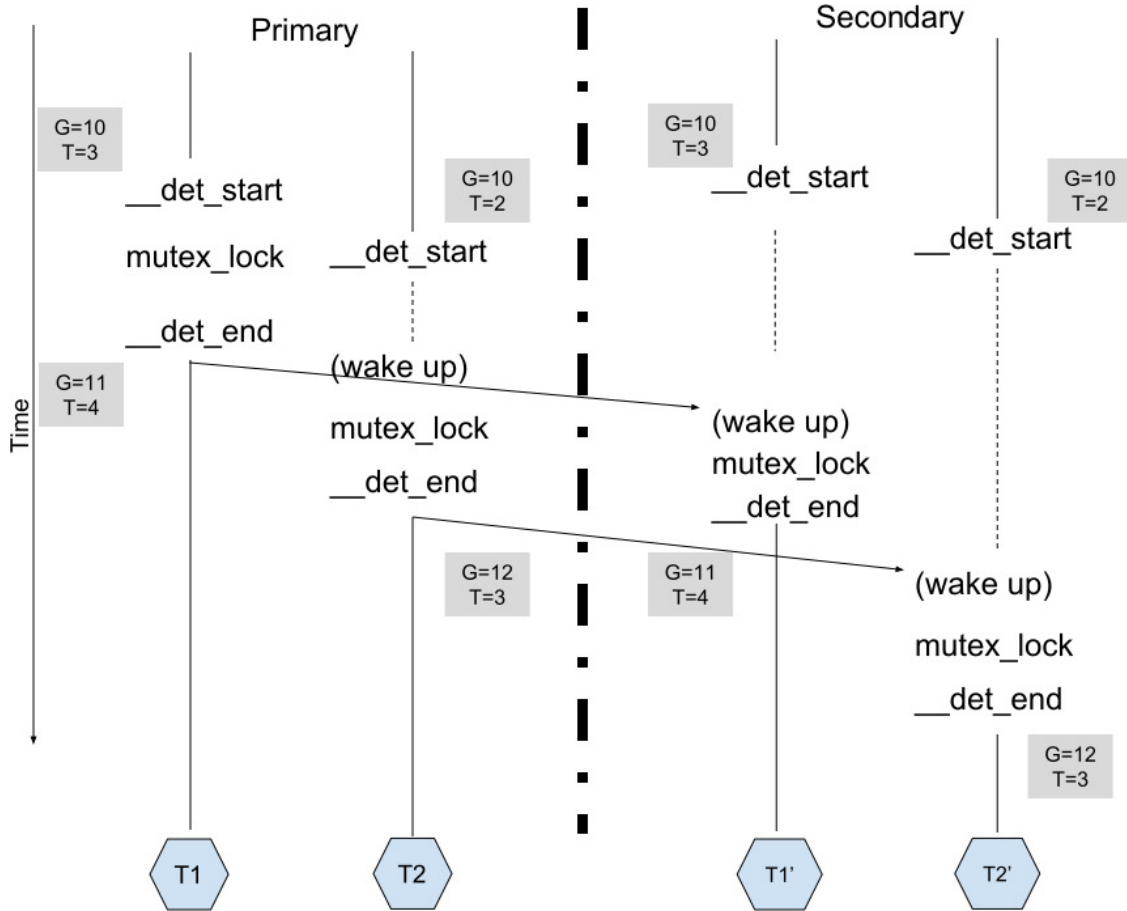 Primary
Secondary
G=10
T=3
G=10
T=3
G=10
T=2
G=10
T=2
__det_start
__det_start
mutex_lock
__det_start
__det_start
__det_end
(wake up)
G=11
T=4
Time
mutex_lock
(wake up)
mutex_lock
__det_end
__det_end
G=12
T=3
G=11
T=4
(wake up)
mutex_lock
__det_end
G=12
T=3
T1
T2
T1’
T2’